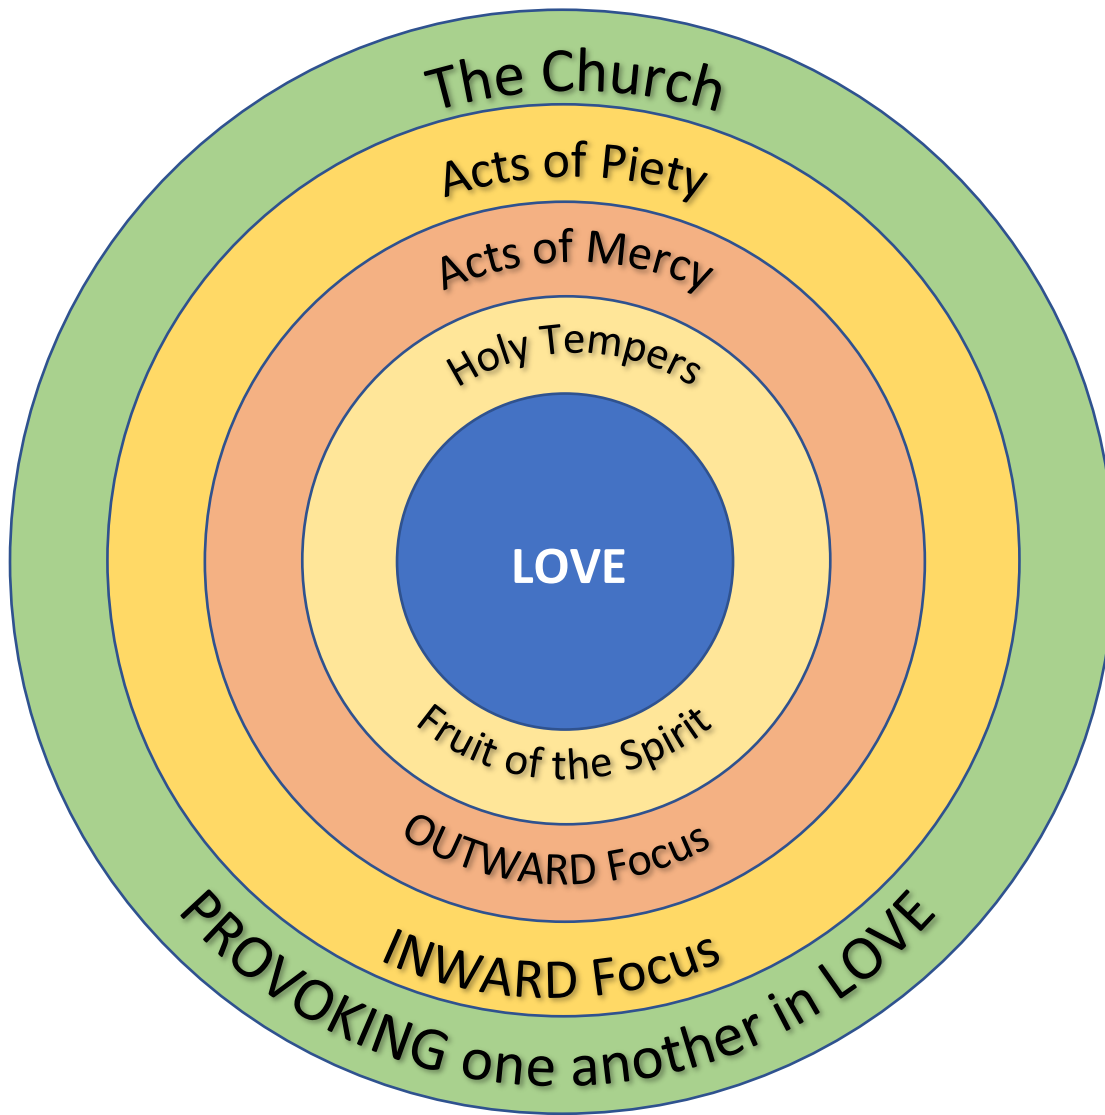 The Church
Acts of Piety
Acts of Mercy
Holy Tempers
LOVE
Fruit of the Spirit
OUTWARD Focus
INWARD Focus
PROVOKING one another in LOVE